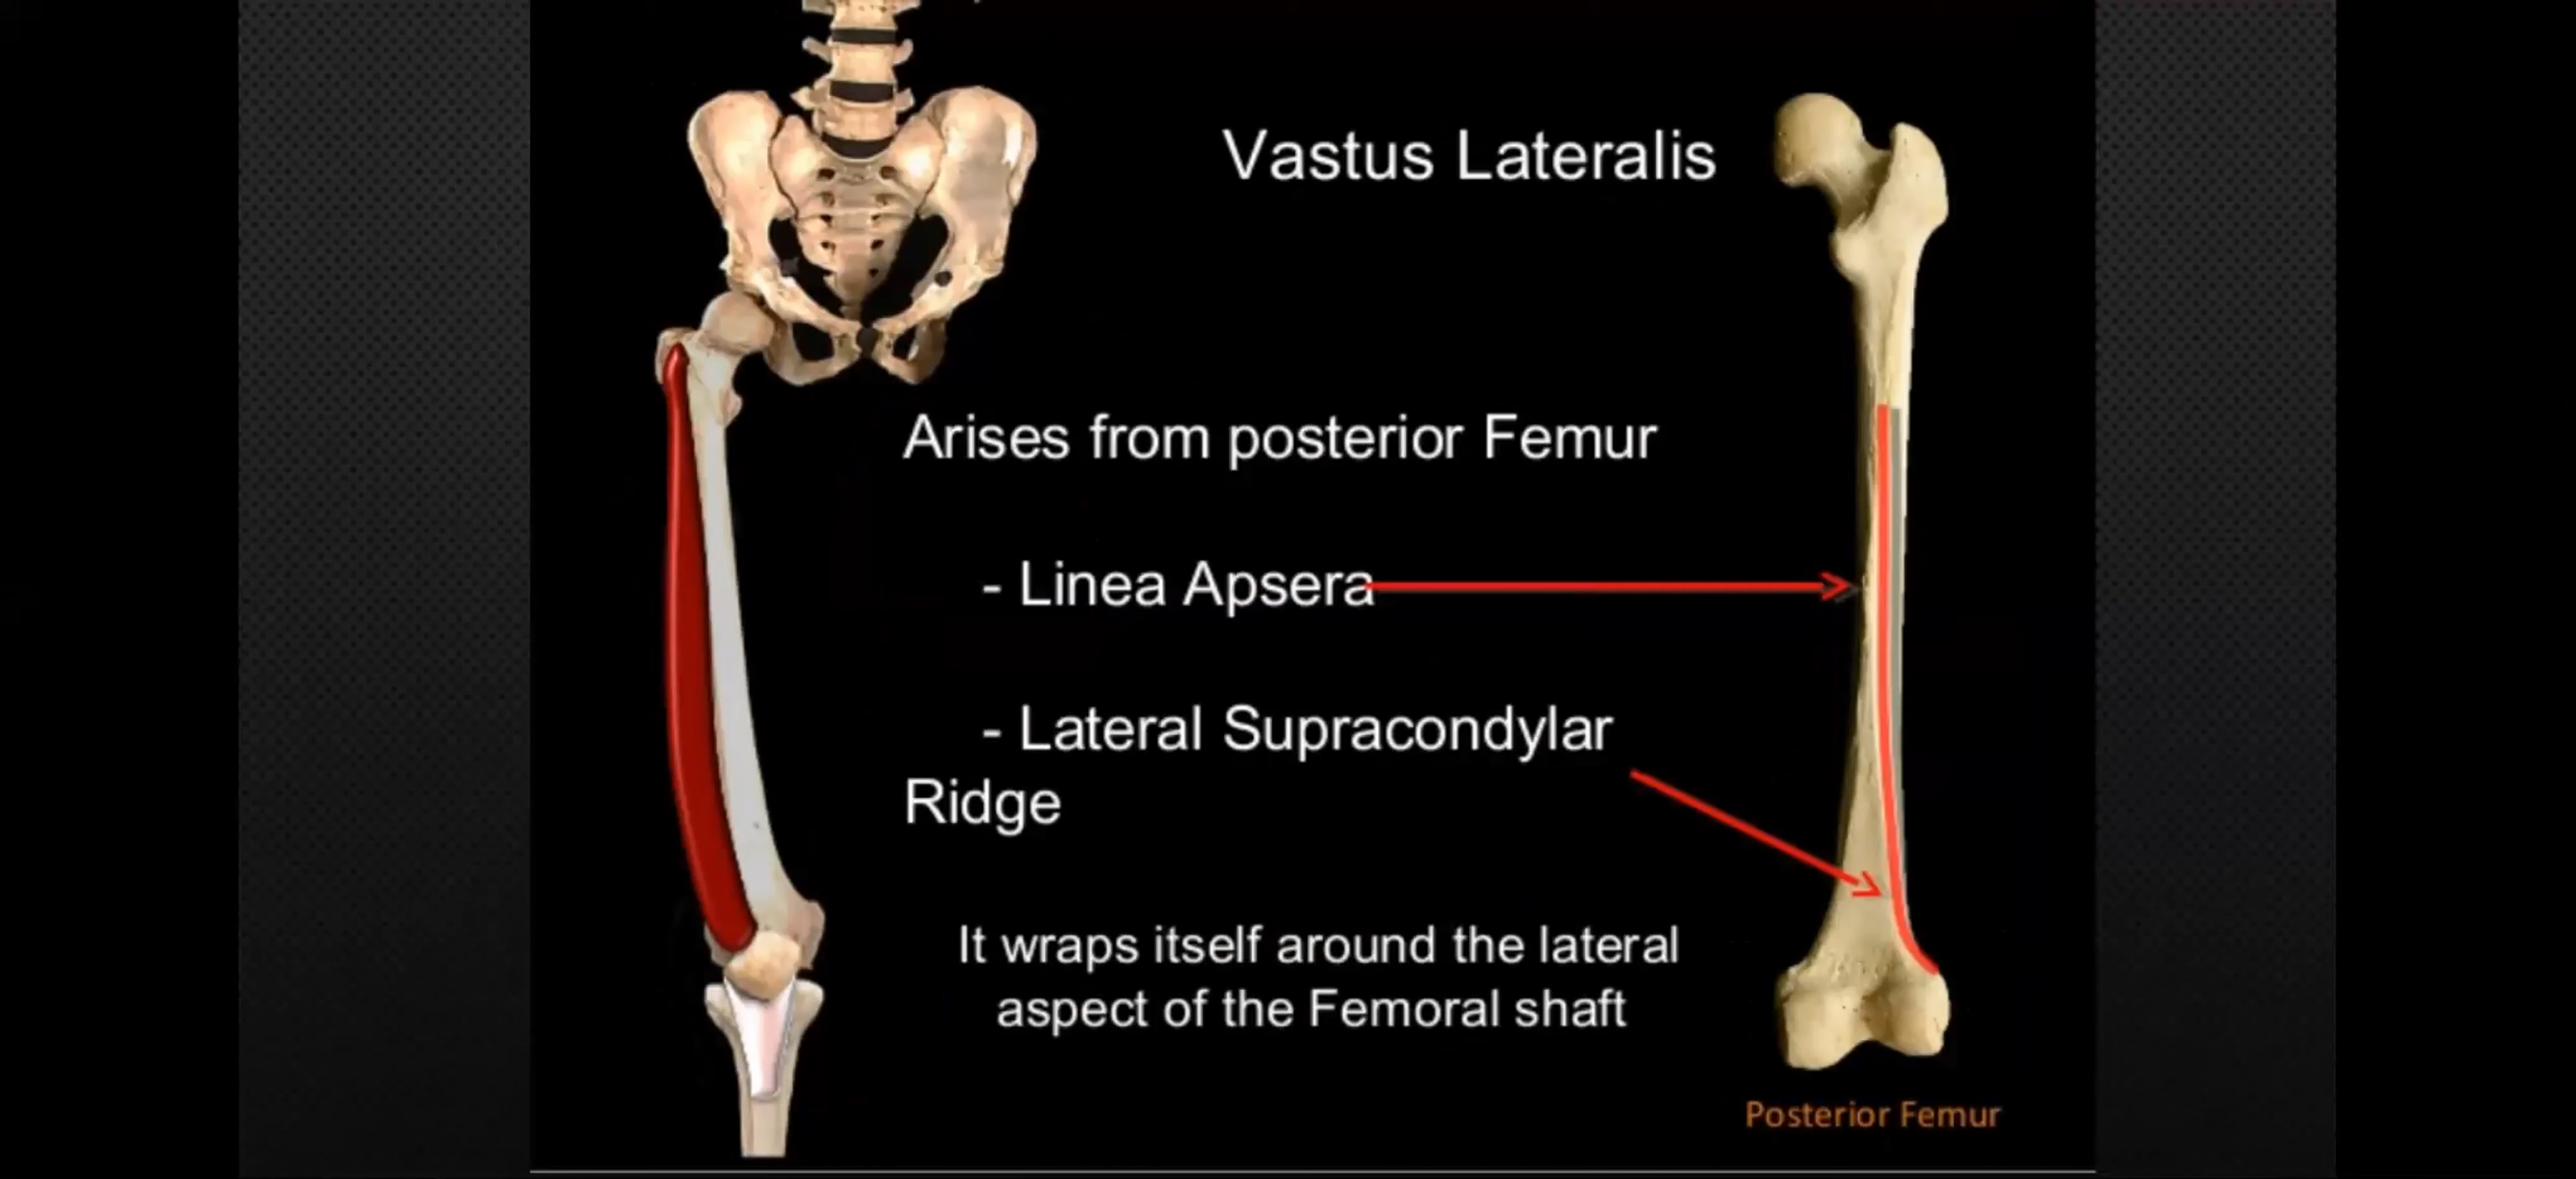 Vastus Lateralis
Arises from posterior Femur
- Linea Apsera
- Lateral Supracondylar
Ridge
It wraps itself around the lateral
aspect of the Femoral shaft
Posterior Femur